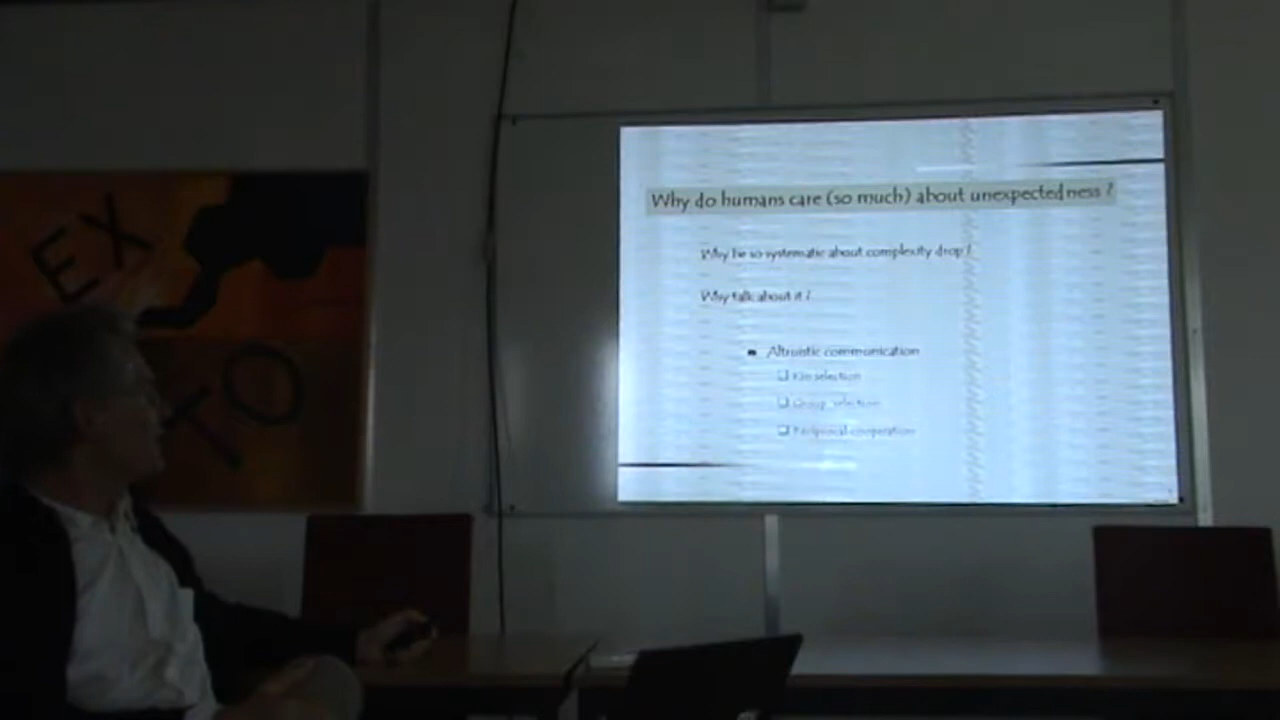 EX
TO
Why do humans care (so much) about unexpectedness ?
Why be so systematic about complexity drop ?
Why talk about it ?
Altruistic communication
Kin selection
Group selection
Reciprocal cooperation